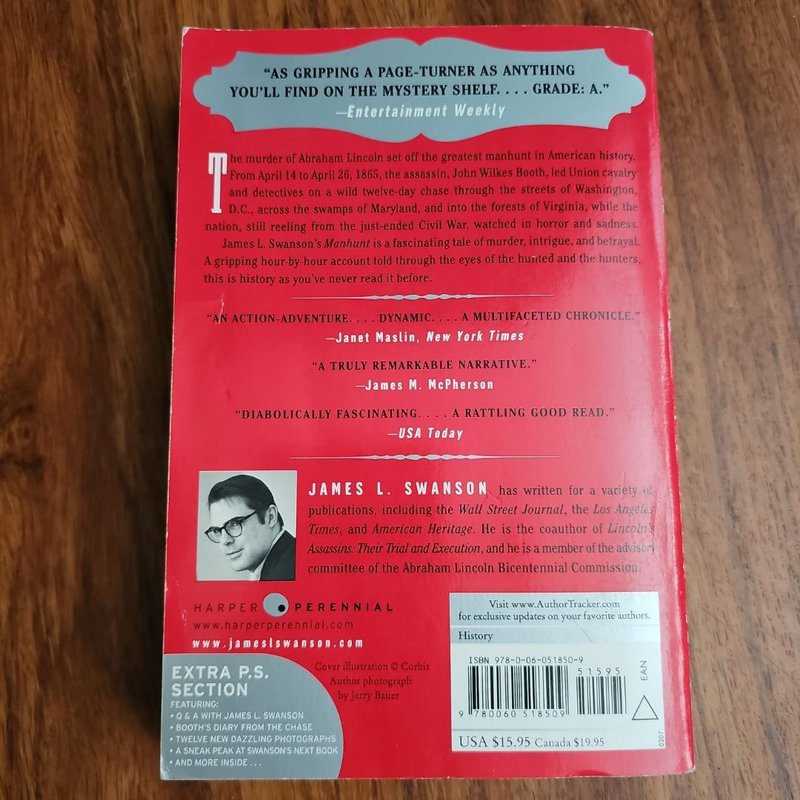 “AS GRIPPING A PAGE-TURNER AS ANYTHING
YOU’LL FIND ON THE MYSTERY SHELF. . . . GRADE: A.”
—Entertainment Weekly
The murder of Abraham Lincoln set off the greatest manhunt in American history.
From April 14 to April 26, 1865, the assassin, John Wilkes Booth, led Union cavalry
and detectives on a wild twelve-day chase through the streets of Washington,
D.C., across the swamps of Maryland, and into the forests of Virginia, while the
nation, still reeling from the just-ended Civil War, watched in horror and sadness.
James L. Swanson’s Manhunt is a fascinating tale of murder, intrigue, and betrayal.
A gripping hour-by-hour account told through the eyes of the hunted and the hunters,
this is history as you’ve never read it before.
“AN ACTION-ADVENTURE. . . . DYNAMIC. . . . A MULTIFACETED CHRONICLE.”
—Janet Maslin, New York Times
“A TRULY REMARKABLE NARRATIVE.”
—James M. McPherson
“DIABOLICALLY FASCINATING. . . . A RATTLING GOOD READ.”
—USA Today
JAMES L. SWANSON has written for a variety of
publications, including the Wall Street Journal, the Los Angeles
Times, and American Heritage. He is the coauthor of Lincoln’s
Assassins: Their Trial and Execution, and he is a member of the advisory
committee of the Abraham Lincoln Bicentennial Commission.
HARPER PERENNIAL
www.harperperennial.com
www.jameslswanson.com
EXTRA P.S.
SECTION
FEATURING:
• Q & A WITH JAMES L. SWANSON
• BOOTH’S DIARY FROM THE CHASE
• TWELVE NEW DAZZLING PHOTOGRAPHS
• A SNEAK PEAK AT SWANSON’S NEXT BOOK
• AND MORE INSIDE . . .
Cover illustration © Corbis
Author photograph
by Jerry Bauer
Visit www.AuthorTracker.com
for exclusive updates on your favorite authors.
History
ISBN 978-0-06-051850-9
51595
EAN
9 780060 518509
USA $15.95 Canada $19.95
0207